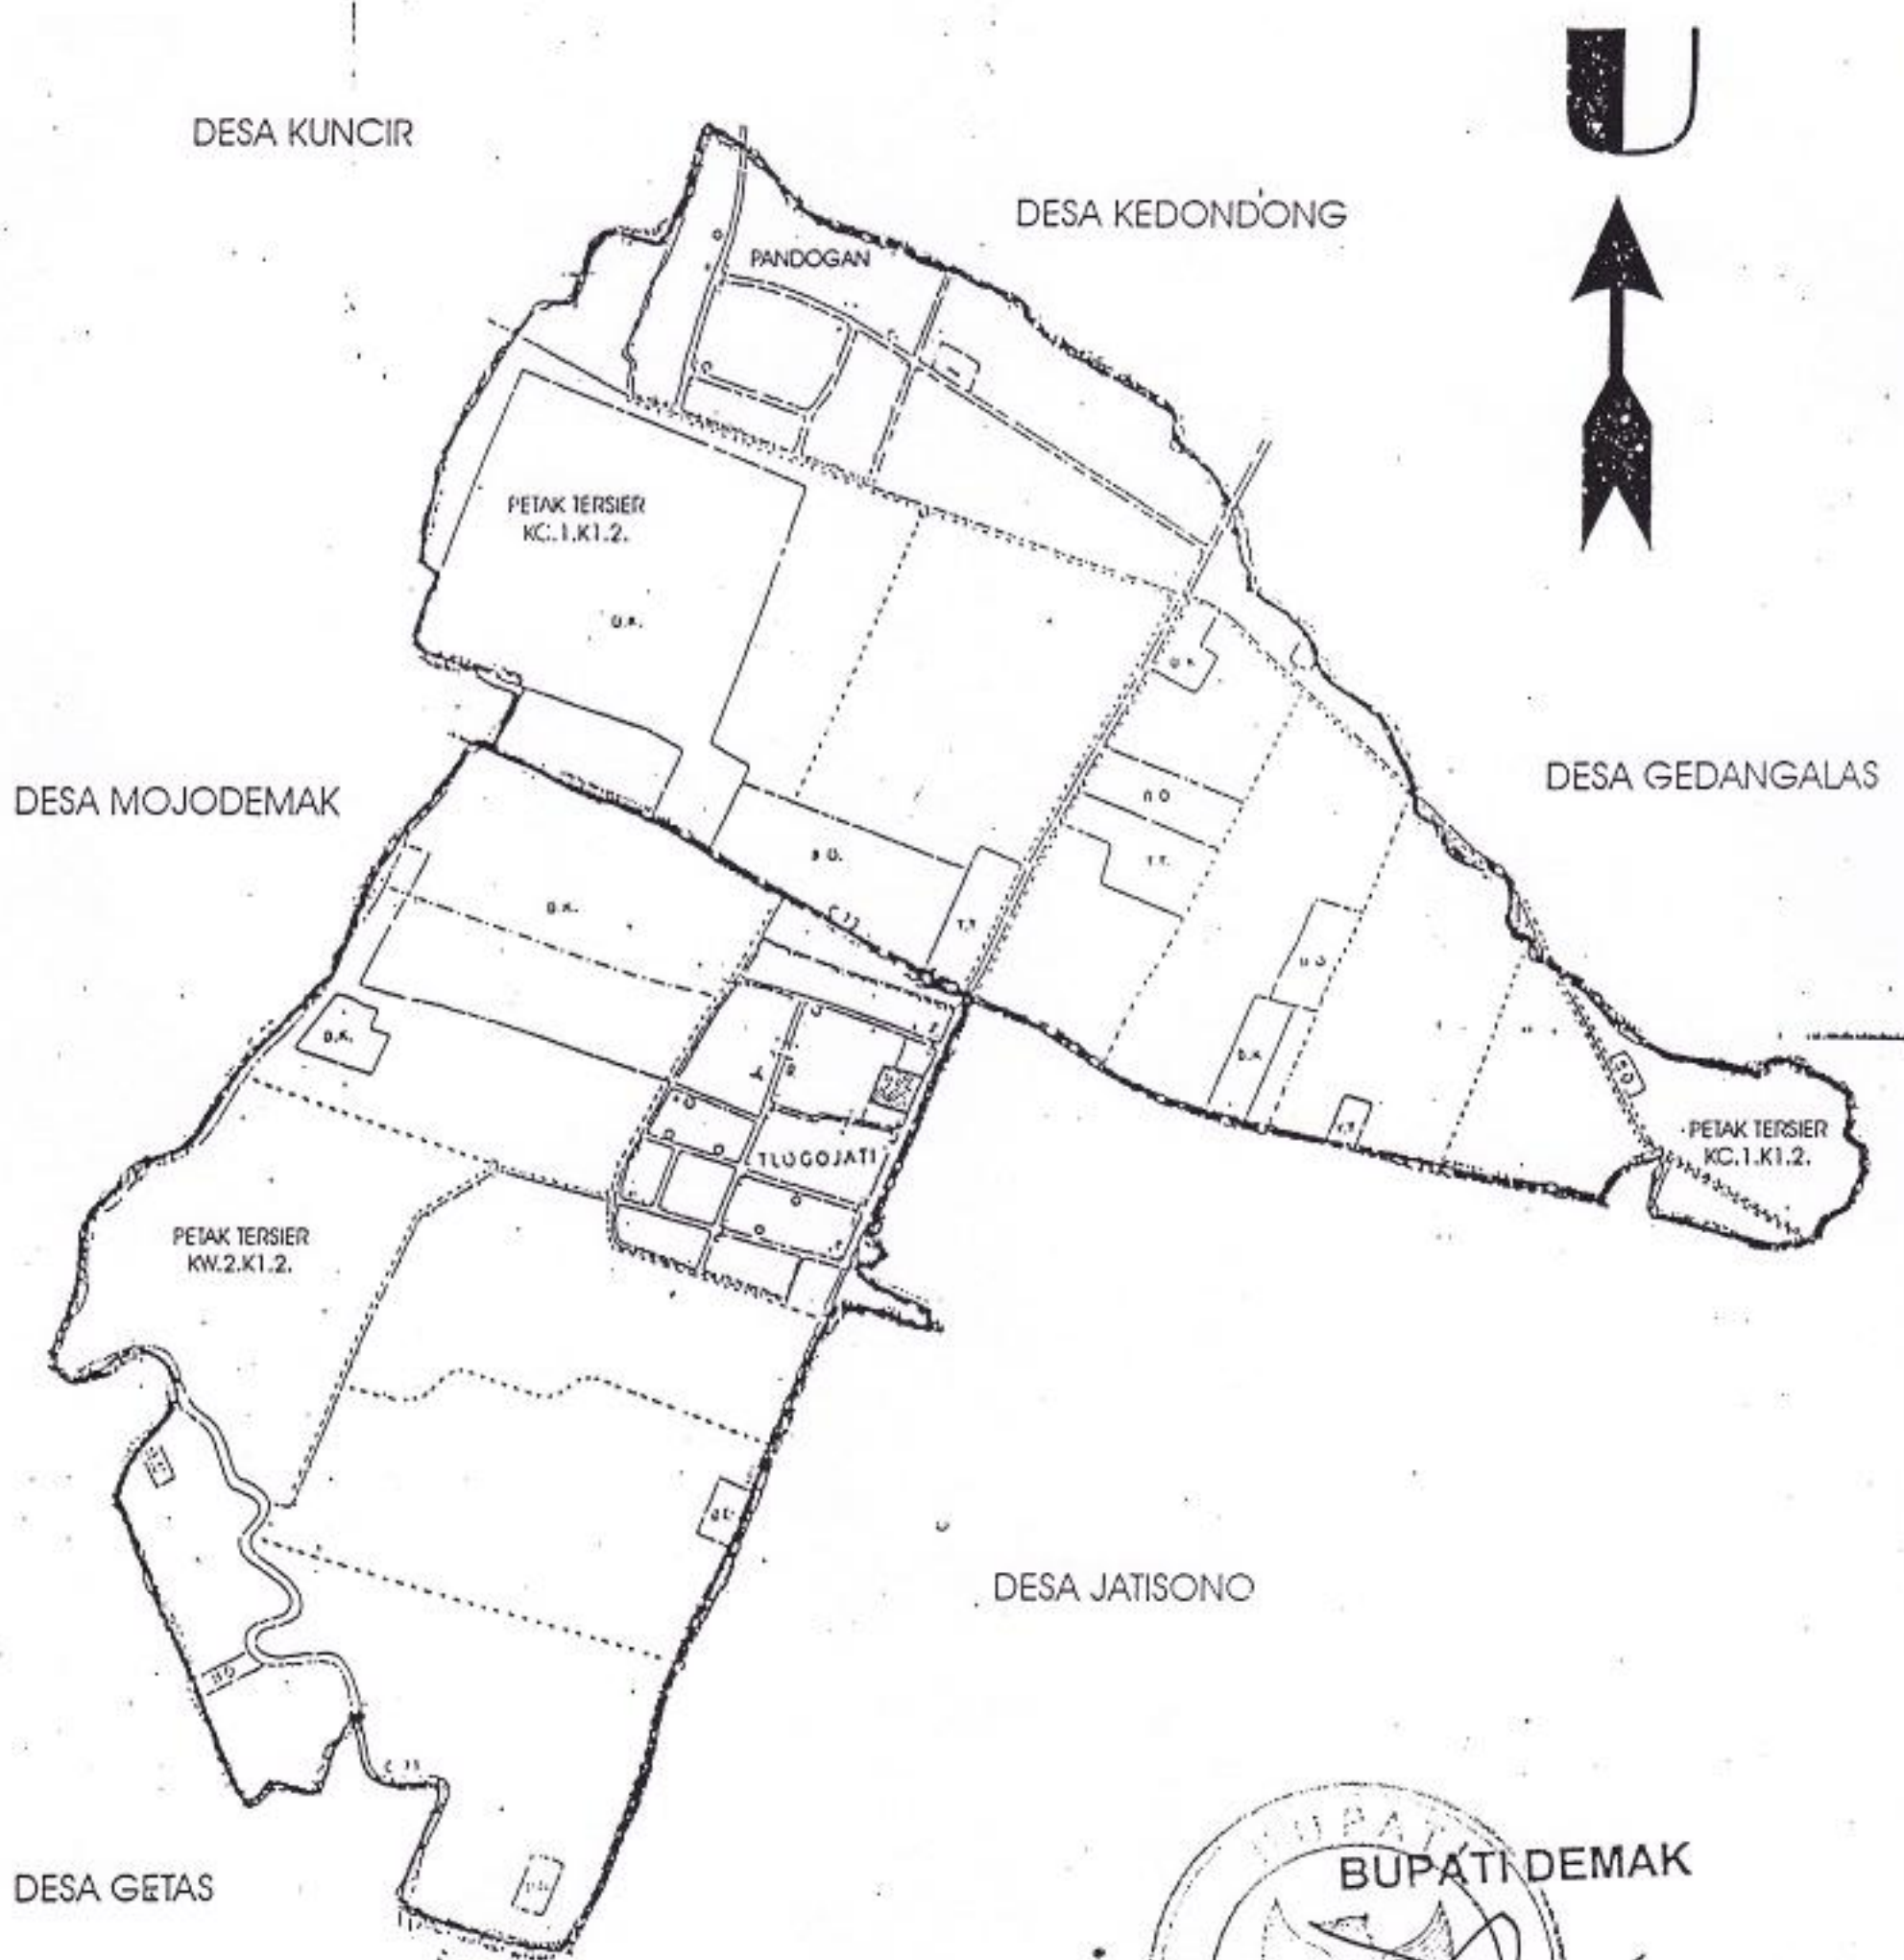 U
DESA KUNCIR
DESA KEDONDONG
PANDOGAN
PETAK TERSIER
KC.1.K1.2.
B.K.
DESA GEDANGALAS
DESA MOJODEMAK
B.K.
T.T.
B.K.
B.K.
PETAK TERSIER
KC.1.K1.2.
TLOGOJATI
PETAK TERSIER
KW.2.K1.2.
DESA JATISONO
BUPATI
BUPATI DEMAK
DESA GETAS